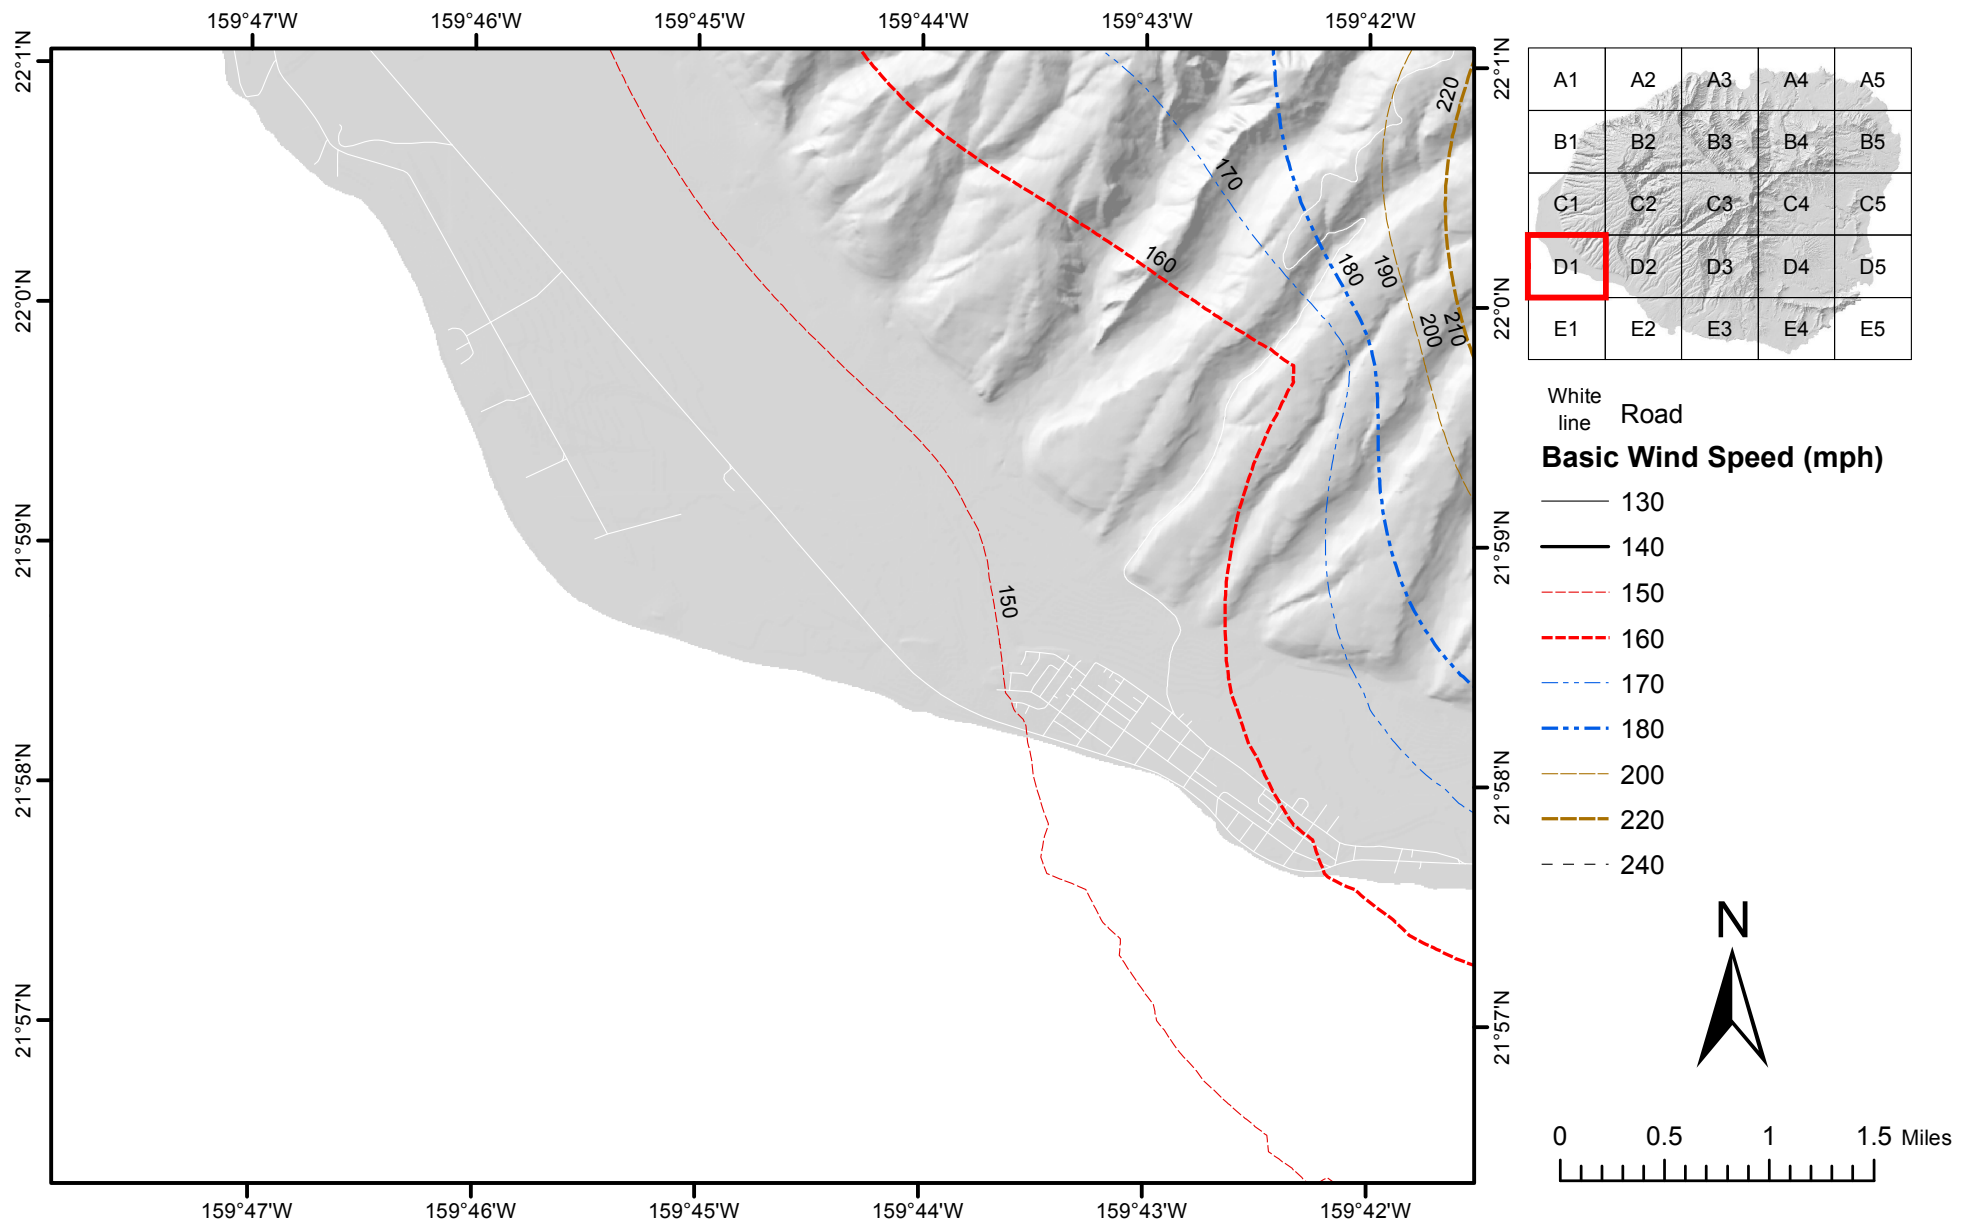 159°47'W 159°46'W 159°45'W 159°44'W 159°43'W 159°42'W
22°1'N
22°0'N
21°59'N
21°58'N
21°57'N
220
170
160
180
190
200
210
150
22°1'N
22°0'N
21°59'N
21°58'N
21°57'N
159°47'W 159°46'W 159°45'W 159°44'W 159°43'W 159°42'W
A1 A2 A3 A4 A5
B1 B2 B3 B4 B5
C1 C2 C3 C4 C5
D1 D2 D3 D4 D5
E1 E2 E3 E4 E5
White
line
Road
Basic Wind Speed (mph)
130
140
150
160
170
180
200
220
240
N
0 0.5 1 1.5 Miles